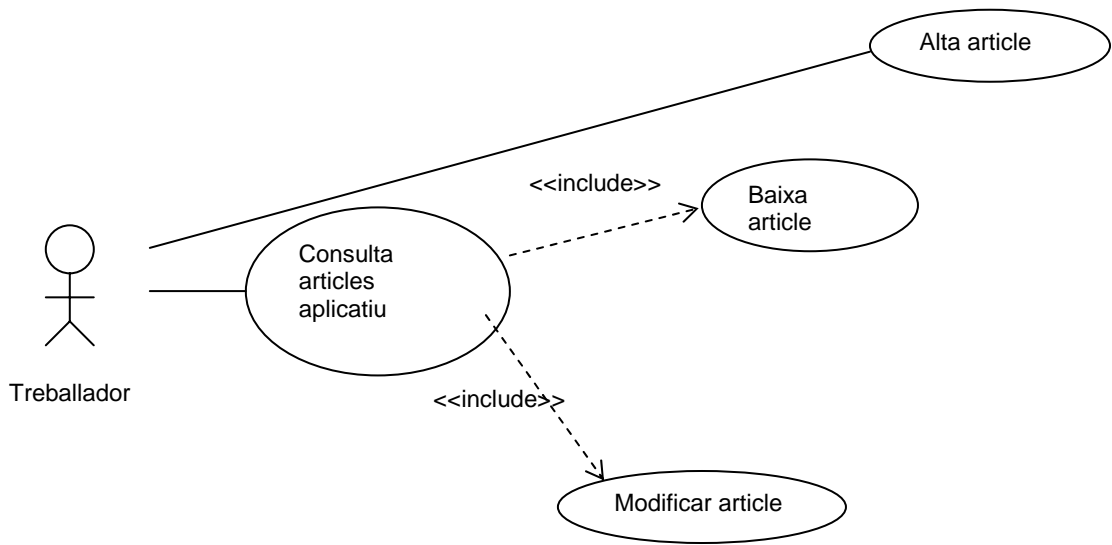 Alta article
<<include>>
Baixa
article
Consulta
articles
aplicatiu
Treballador
<<include>>
Modificar article